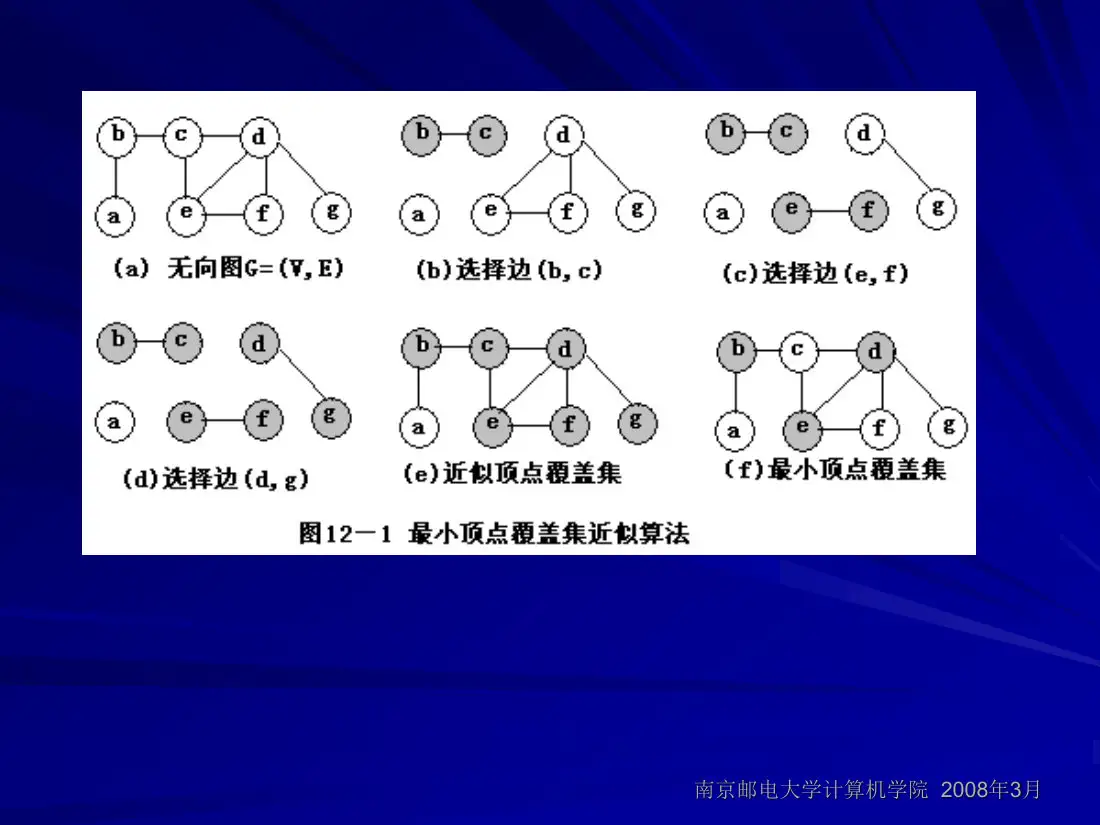 b c d
a e f g
(a) 无向图G=(V,E)
b c d
a e f g
(b)选择边(b,c)
b c d
a e f g
(c)选择边(e,f)
b c d
a e f g
(d)选择边(d,g)
b c d
a e f g
(e)近似顶点覆盖集
b c d
a e f g
(f)最小顶点覆盖集
图12-1 最小顶点覆盖集近似算法
南京邮电大学计算机学院 2008年3月